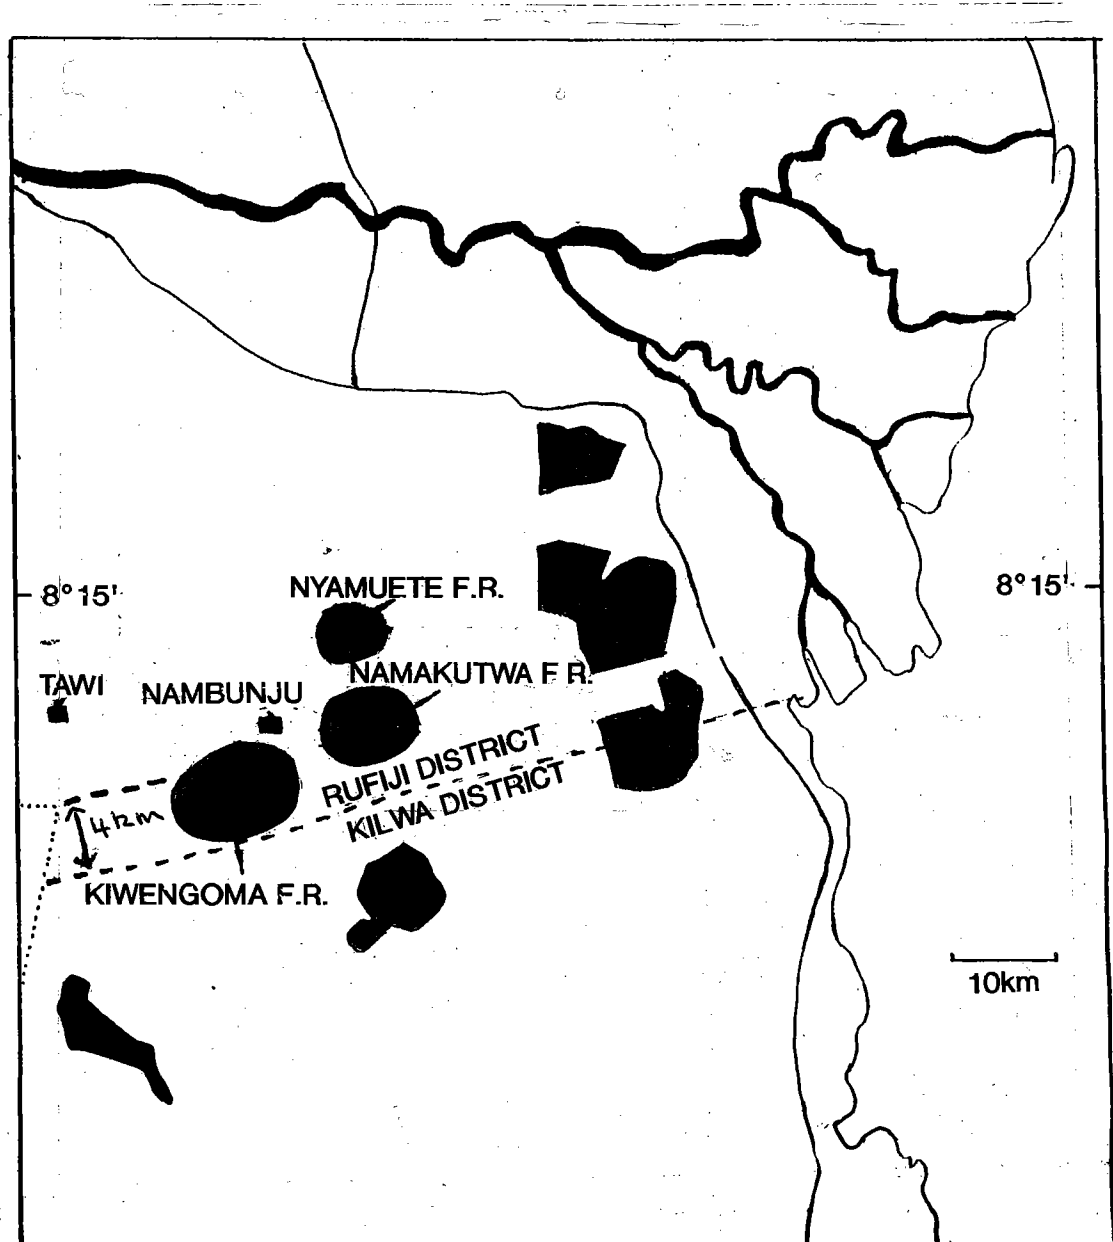 NYAMUETE F.R.
8°15'
8°15'
TAWI
NAMBUNJU
NAMAKUTWA F R.
RUFIJI DISTRICT
KILWA DISTRICT
4km
KIWENGOMA F.R.
10km